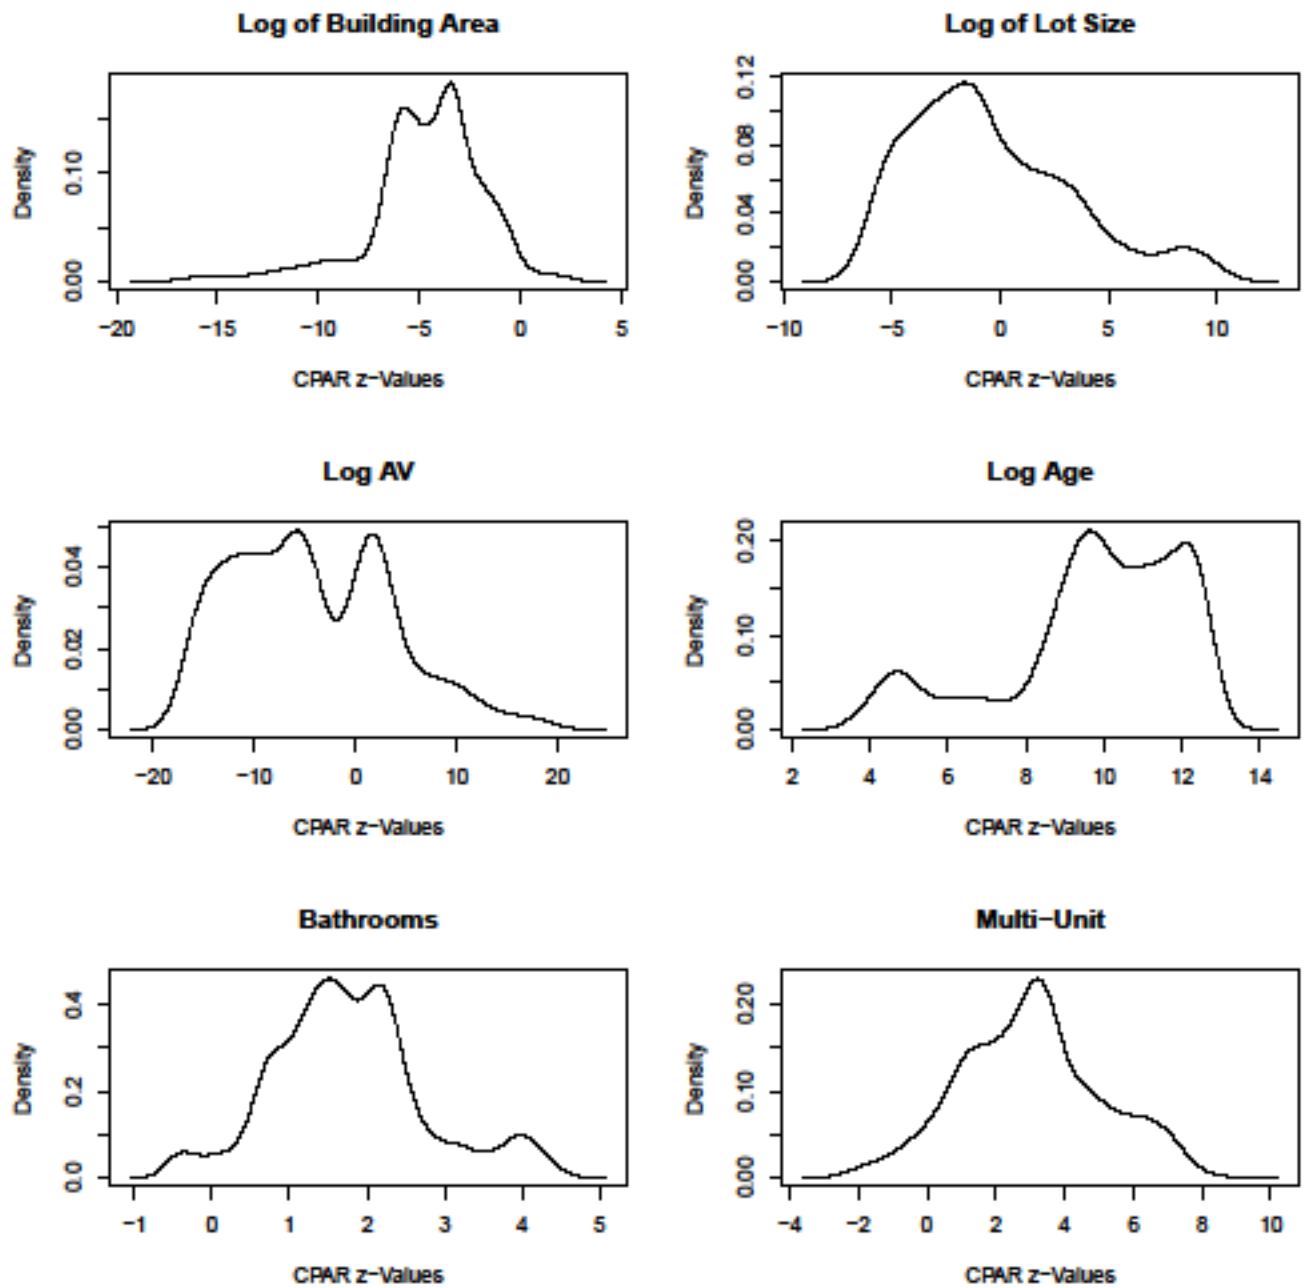 Log of Building Area
Density
0.00 0.10
−20 −15 −10 −5 0 5
CPAR z−Values
Log of Lot Size
Density
0.00 0.04 0.08 0.12
−10 −5 0 5 10
CPAR z−Values
Log AV
Density
0.00 0.02 0.04
−20 −10 0 10 20
CPAR z−Values
Log Age
Density
0.00 0.10 0.20
2 4 6 8 10 12 14
CPAR z−Values
Bathrooms
Density
0.0 0.2 0.4
−1 0 1 2 3 4 5
CPAR z−Values
Multi−Unit
Density
0.00 0.10 0.20
−4 −2 0 2 4 6 8 10
CPAR z−Values